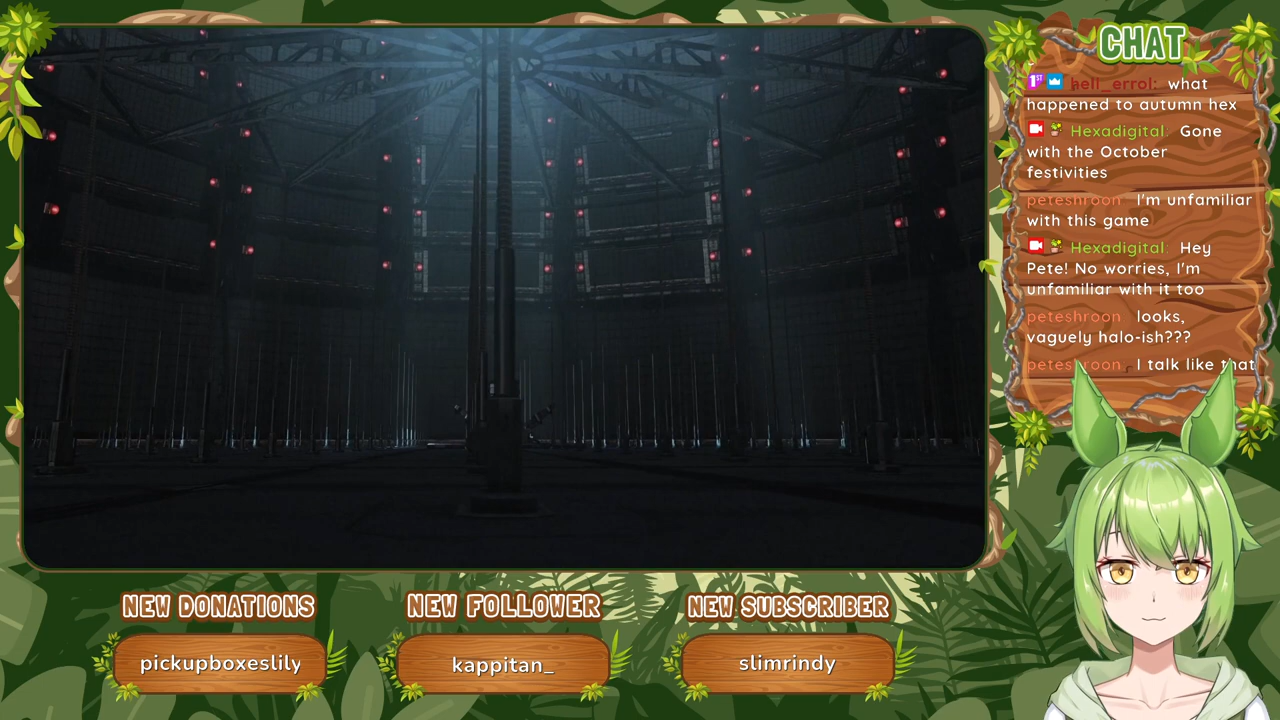 CHAT
hell_errol: what
happened to autumn hex
Hexadigital: Gone
with the October
festivities
peteshroon I'm unfamiliar
with this game
Hexadigital: Hey
Pete! No worries, I'm
unfamiliar with it too
peteshroon looks,
vaguely halo-ish???
peteshroon I talk like that
NEW DONATIONS
pickupboxeslily
NEW FOLLOWER
kappitan_
NEW SUBSCRIBER
slimrindy